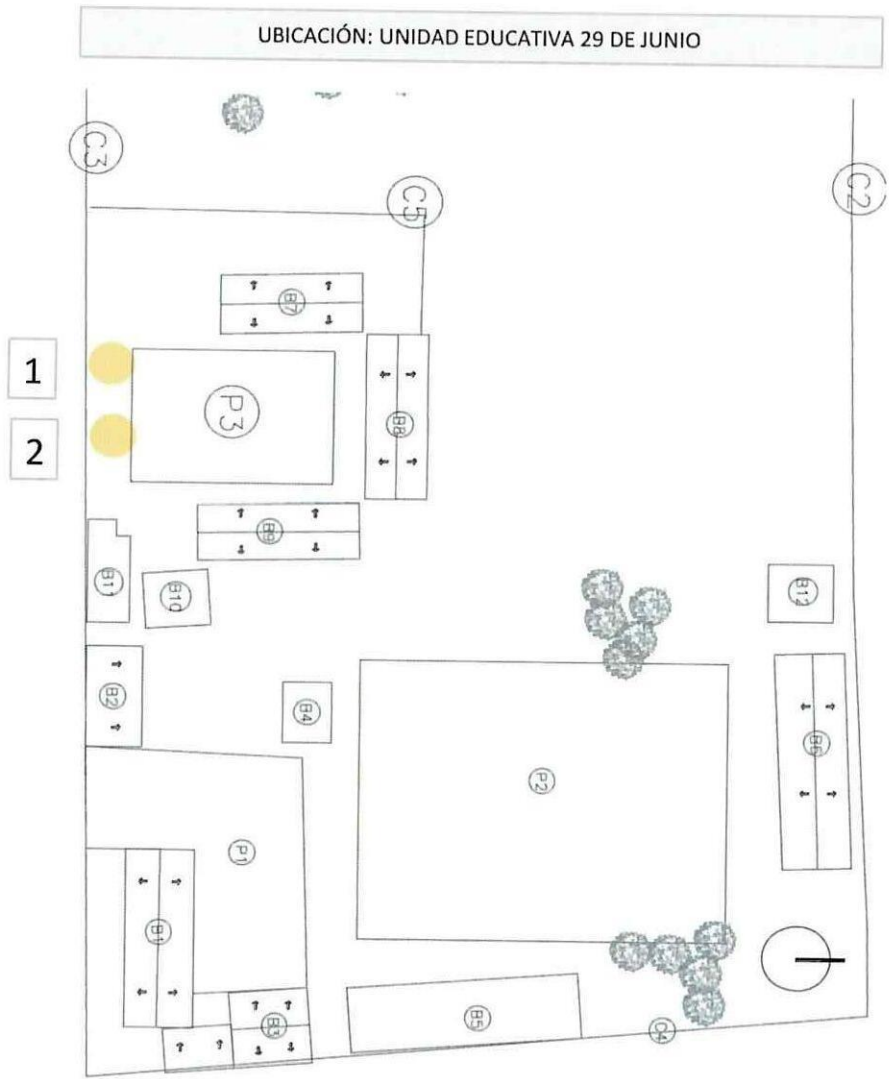 UBICACIÓN: UNIDAD EDUCATIVA 29 DE JUNIO
C3
C5
C2
B7
1
P3
B8
2
B9
B11
B10
B12
B2
B4
B6
P2
P1
B1
B3
B5
C4